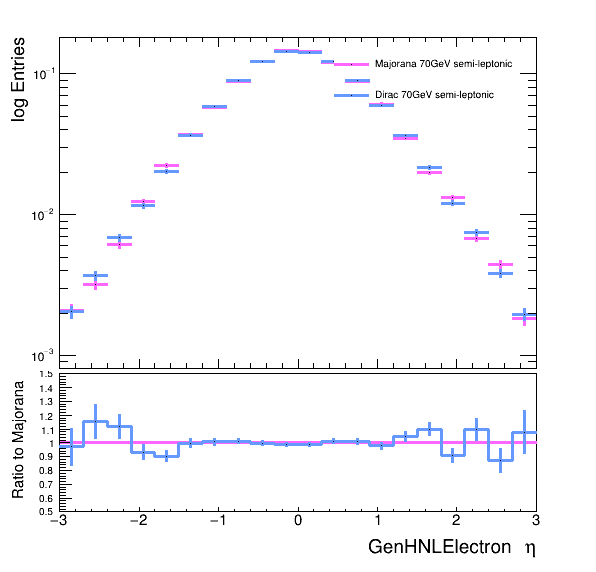 log Entries
10⁻¹
10⁻²
10⁻³
Majorana 70GeV semi-leptonic
Dirac 70GeV semi-leptonic
Ratio to Majorana
1.5
1.4
1.3
1.2
1.1
1
0.9
0.8
0.7
0.6
0.5
−3 −2 −1 0 1 2 3
GenHNLElectron η